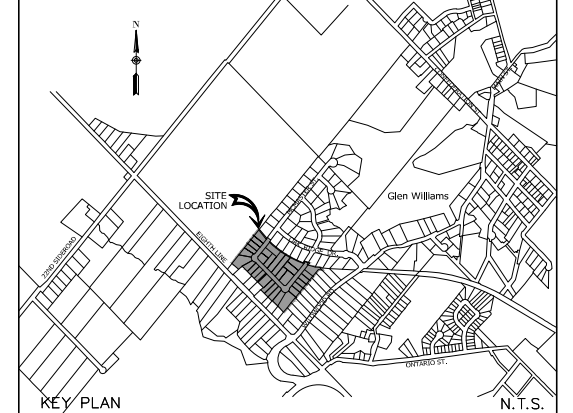 N
SITE
LOCATION
Glen Williams
EIGHTH LINE
22ND SIDEROAD
ONTARIO ST.
KEY PLAN
N.T.S.